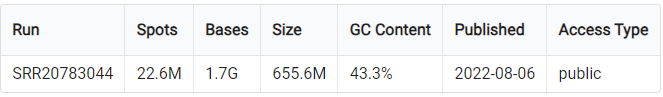 Run Spots Bases Size GC Content Published Access Type
SRR20783044 22.6M 1.7G 655.6M 43.3% 2022-08-06 public